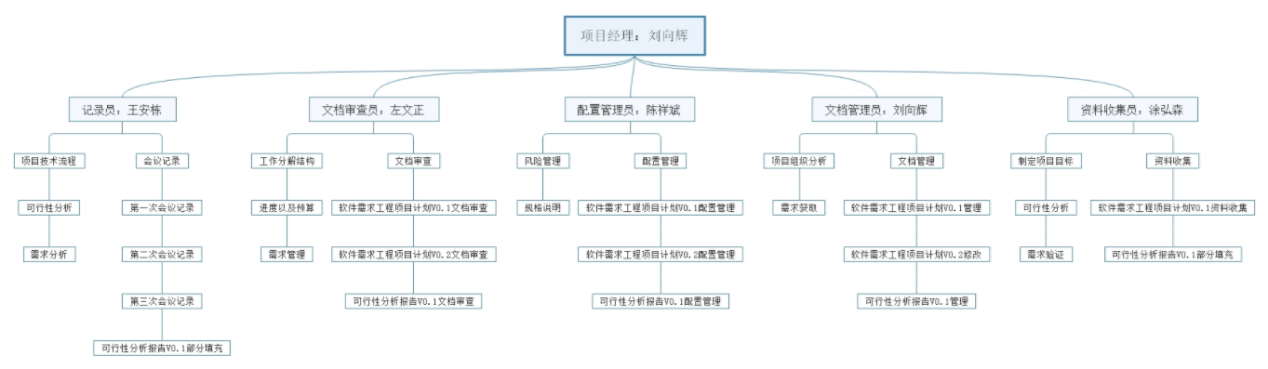 项目经理：刘向辉
记录员：王安栋
文档审查员：左文正
配置管理员：陈祥斌
文档管理员：刘向辉
资料收集员：涂弘森
项目技术流程
会议记录
工作分解结构
文档审查
风险管理
配置管理
项目组织分析
文档管理
制定项目目标
资料收集
可行性分析
第一次会议记录
进度以及预算
软件需求工程项目计划V0.1文档审查
规格说明
软件需求工程项目计划V0.1配置管理
需求获取
软件需求工程项目计划V0.1管理
可行性分析
软件需求工程项目计划V0.1资料收集
需求分析
第二次会议记录
需求管理
软件需求工程项目计划V0.2文档审查
软件需求工程项目计划V0.2配置管理
软件需求工程项目计划V0.2修改
需求验证
可行性分析报告V0.1部分填充
第三次会议记录
可行性分析报告V0.1文档审查
可行性分析报告V0.1配置管理
可行性分析报告V0.1管理
可行性分析报告V0.1部分填充